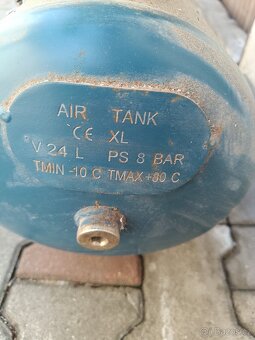 AIR TANK
CE XL
V 24 L PS 8 BAR
TMIN -10 C TMAX+80 C